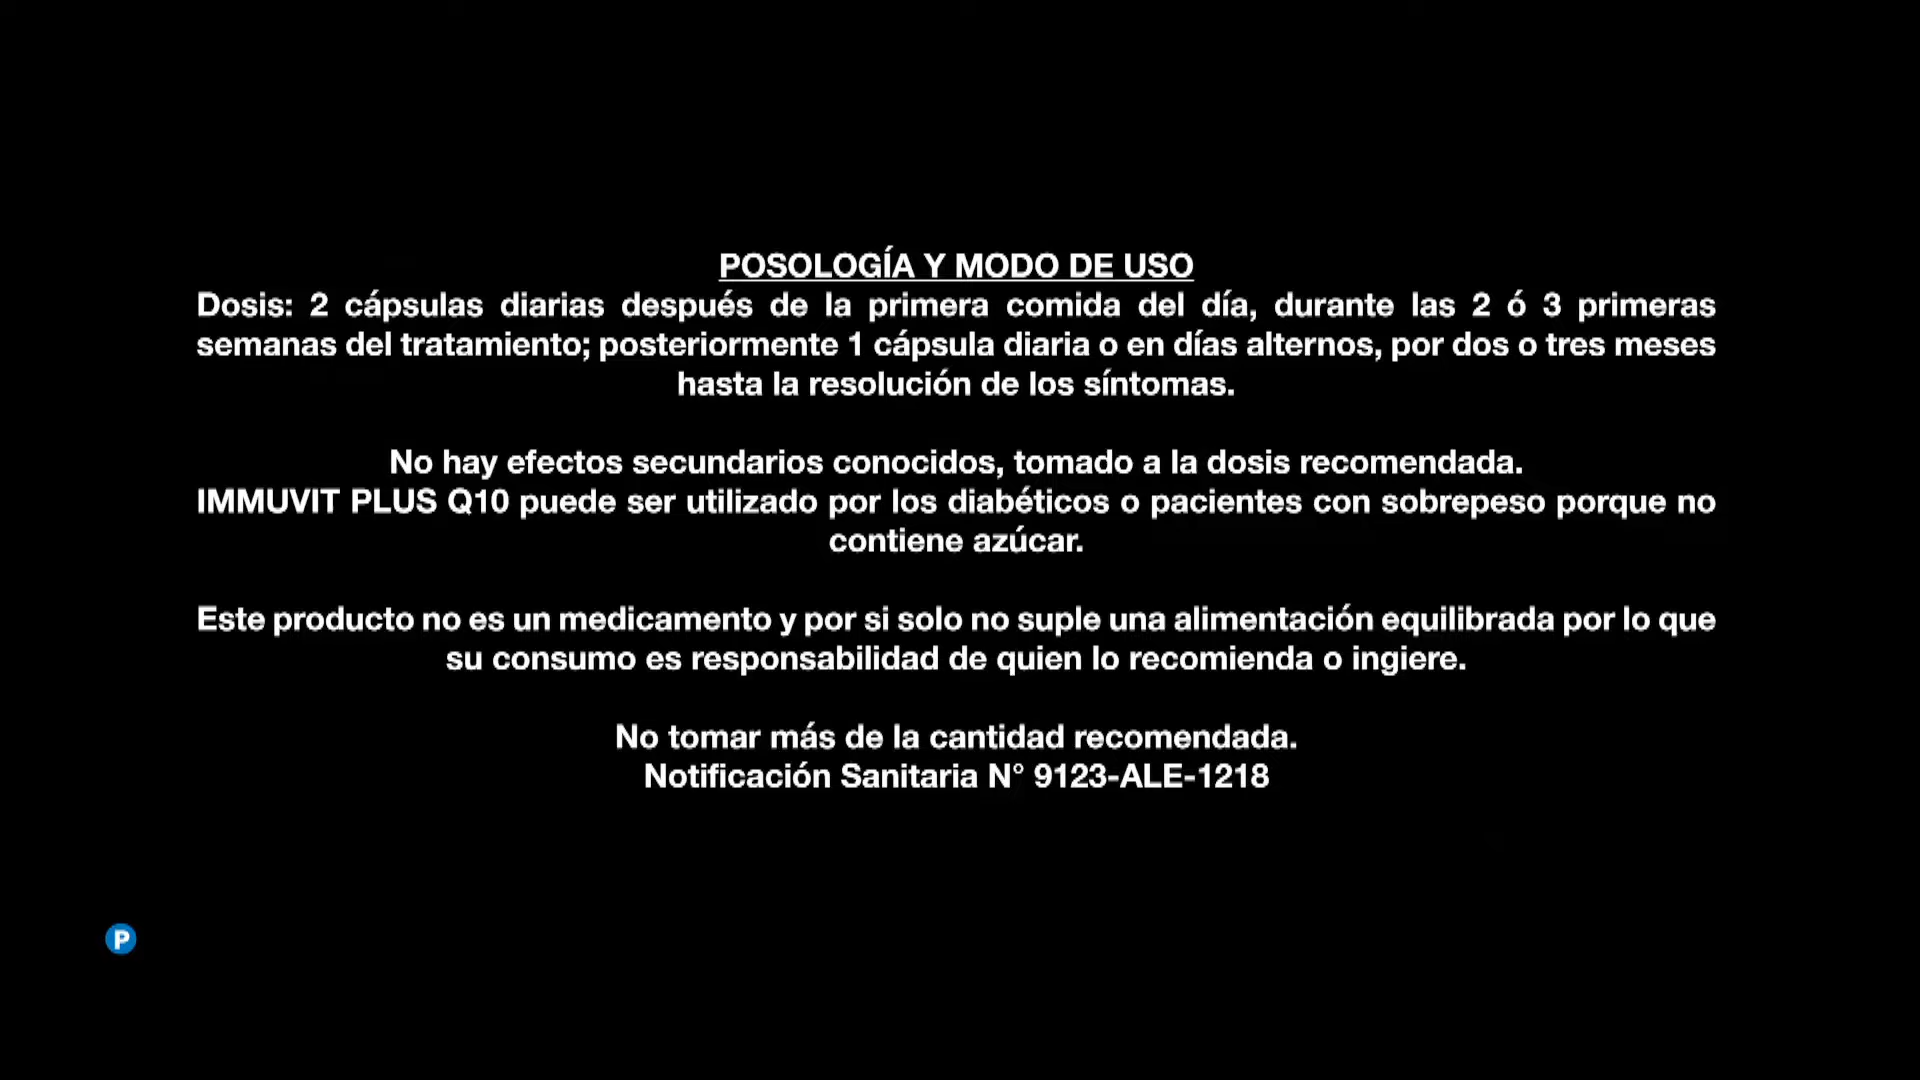 POSOLOGÍA Y MODO DE USO
Dosis: 2 cápsulas diarias después de la primera comida del día, durante las 2 ó 3 primeras
semanas del tratamiento; posteriormente 1 cápsula diaria o en días alternos, por dos o tres meses
hasta la resolución de los síntomas.
No hay efectos secundarios conocidos, tomado a la dosis recomendada.
IMMUVIT PLUS Q10 puede ser utilizado por los diabéticos o pacientes con sobrepeso porque no
contiene azúcar.
Este producto no es un medicamento y por si solo no suple una alimentación equilibrada por lo que
su consumo es responsabilidad de quien lo recomienda o ingiere.
No tomar más de la cantidad recomendada.
Notificación Sanitaria N° 9123-ALE-1218
P